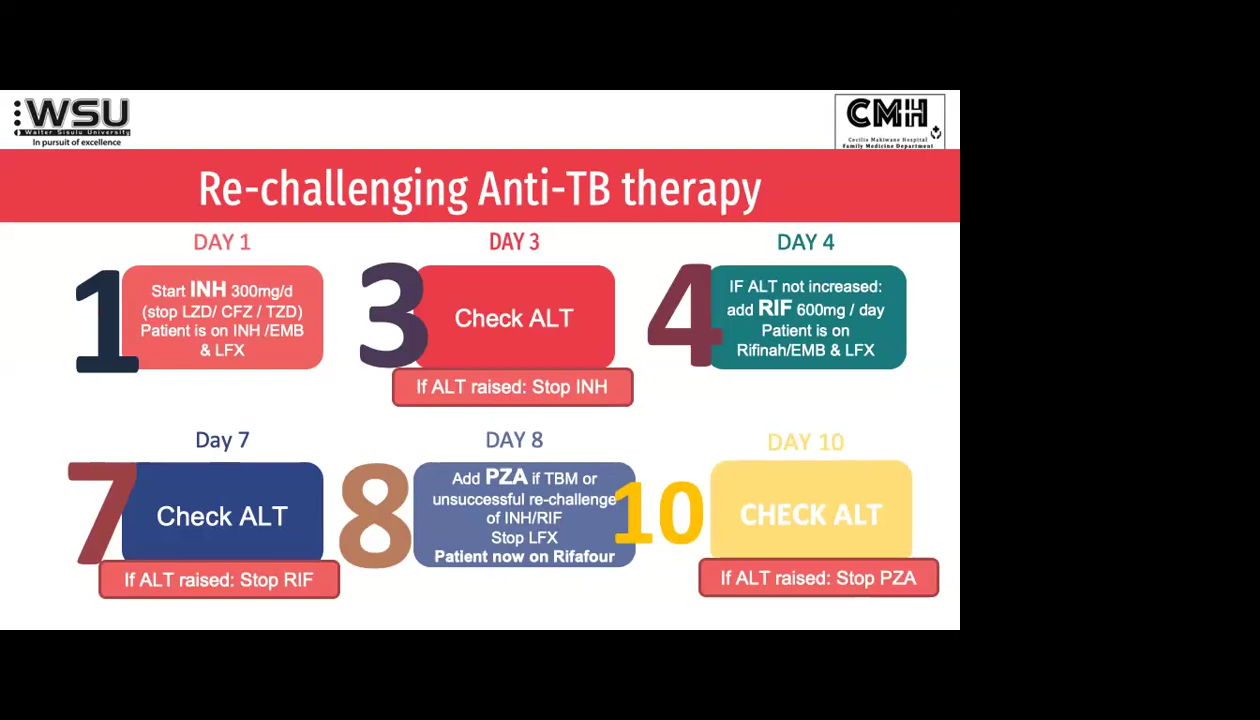 WSU
Walter Sisulu University
In pursuit of excellence
CMH
Cecilia Makiwane Hospital
Family Medicine Department
Re-challenging Anti-TB therapy
DAY 1
1
Start INH 300mg/d
(stop LZD/ CFZ / TZD)
Patient is on INH /EMB
& LFX
DAY 3
3
Check ALT
If ALT raised: Stop INH
DAY 4
4
IF ALT not increased:
add RIF 600mg / day
Patient is on
Rifinah/EMB & LFX
Day 7
7
Check ALT
If ALT raised: Stop RIF
DAY 8
8
Add PZA if TBM or
unsuccessful re-challenge
of INH/RIF
Stop LFX
Patient now on Rifafour
DAY 10
10
CHECK ALT
If ALT raised: Stop PZA